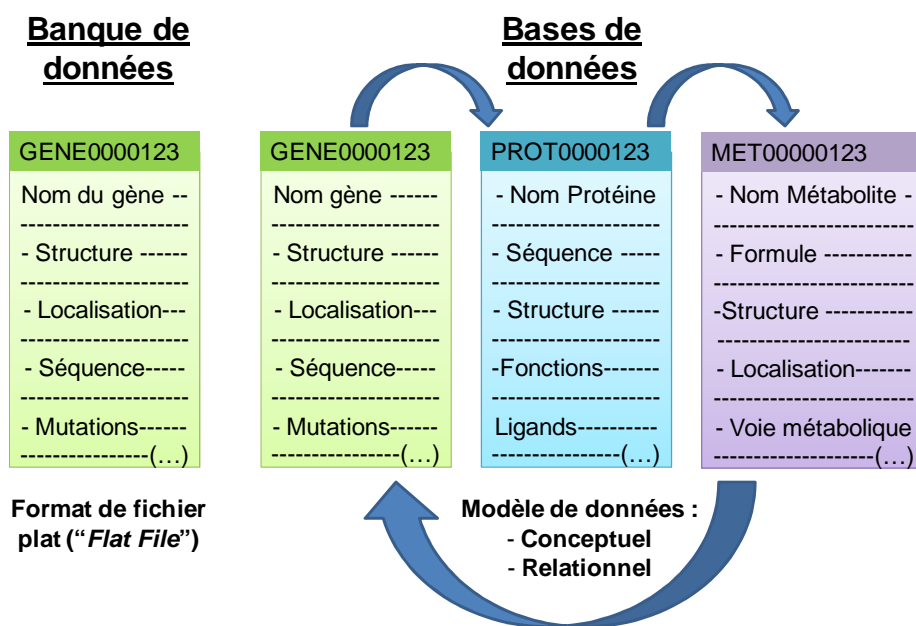 Banque de
données
GENE0000123
Nom du gène --
----------------------
- Structure ------
----------------------
- Localisation---
----------------------
- Séquence-----
----------------------
- Mutations------
-----------------(…)
Format de fichier
plat (“Flat File”)
Bases de
données
GENE0000123
Nom gène ------
----------------------
- Structure ------
----------------------
- Localisation---
----------------------
- Séquence-----
----------------------
- Mutations------
-----------------(…)
PROT0000123
- Nom Protéine
----------------------
- Séquence -----
----------------------
- Structure ------
----------------------
-Fonctions-------
----------------------
Ligands-----------
-----------------(…)
MET00000123
- Nom Métabolite -
--------------------------
- Formule ------------
--------------------------
-Structure ------------
-------------------------
- Localisation-------
--------------------------
- Voie métabolique
---------------------(…)
Modèle de données :
- Conceptuel
- Relationnel